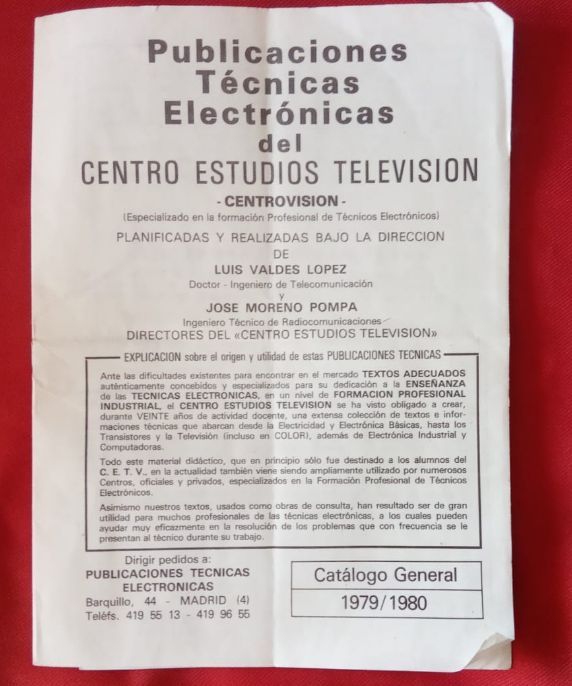 Publicaciones
Técnicas
Electrónicas
del
CENTRO ESTUDIOS TELEVISION
- CENTROVISION -
(Especializado en la formación Profesional de Técnicos Electrónicos)
PLANIFICADAS Y REALIZADAS BAJO LA DIRECCION
DE
LUIS VALDES LOPEZ
Doctor - Ingeniero de Telecomunicación
y
JOSE MORENO POMPA
Ingeniero Técnico de Radiocomunicaciones
DIRECTORES DEL «CENTRO ESTUDIOS TELEVISION»
EXPLICACION sobre el origen y utilidad de estas PUBLICACIONES TECNICAS
Ante las dificultades existentes para encontrar en el mercado TEXTOS ADECUADOS
auténticamente concebidos y especializados para su dedicación a la ENSEÑANZA
de las TECNICAS ELECTRONICAS, en un nivel de FORMACION PROFESIONAL
INDUSTRIAL, el CENTRO ESTUDIOS TELEVISION se ha visto obligado a crear,
durante VEINTE años de actividad docente, una extensa colección de textos e infor-
maciones técnicas que abarcan desde la Electricidad y Electrónica Básicas, hasta los
Transistores y la Televisión (incluso en COLOR), además de Electrónica Industrial y
Computadoras.
Todo este material didáctico, que en principio sólo fue destinado a los alumnos del
C. E. T. V., en la actualidad también viene siendo ampliamente utilizado por numerosos
Centros, oficiales y privados, especializados en la Formación Profesional de Técnicos
Electrónicos.
Asimismo nuestros textos, usados como obras de consulta, han resultado ser de gran
utilidad para muchos profesionales de las técnicas electrónicas, a los cuales pueden
ayudar muy eficazmente en la resolución de los problemas que con frecuencia se le
presentan al técnico durante su trabajo.
Dirigir pedidos a:
PUBLICACIONES TECNICAS
ELECTRONICAS
Barquillo, 44 - MADRID (4)
Teléfs. 419 55 13 - 419 96 55
Catálogo General
1979/1980